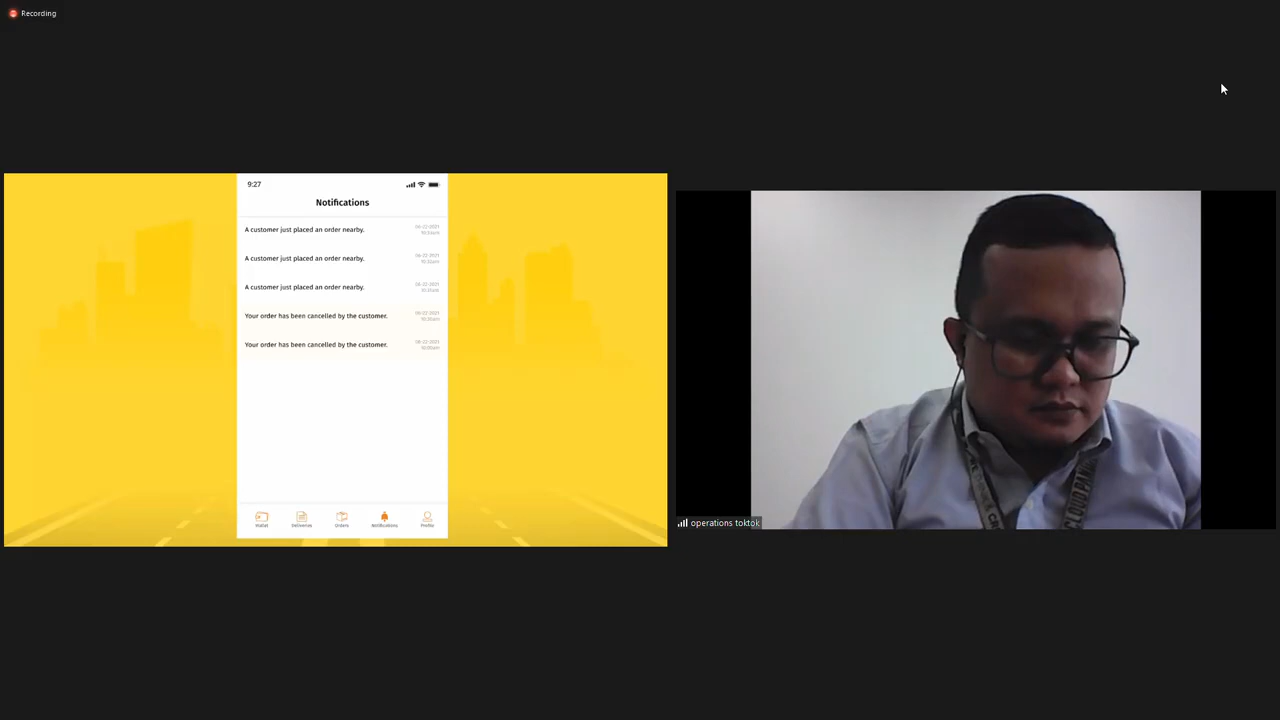 Recording
9:27
Notifications
A customer just placed an order nearby.
A customer just placed an order nearby.
A customer just placed an order nearby.
Your order has been cancelled by the customer.
Your order has been cancelled by the customer.
Wallet
Deliveries
Orders
Notifications
Profile
operations toktok